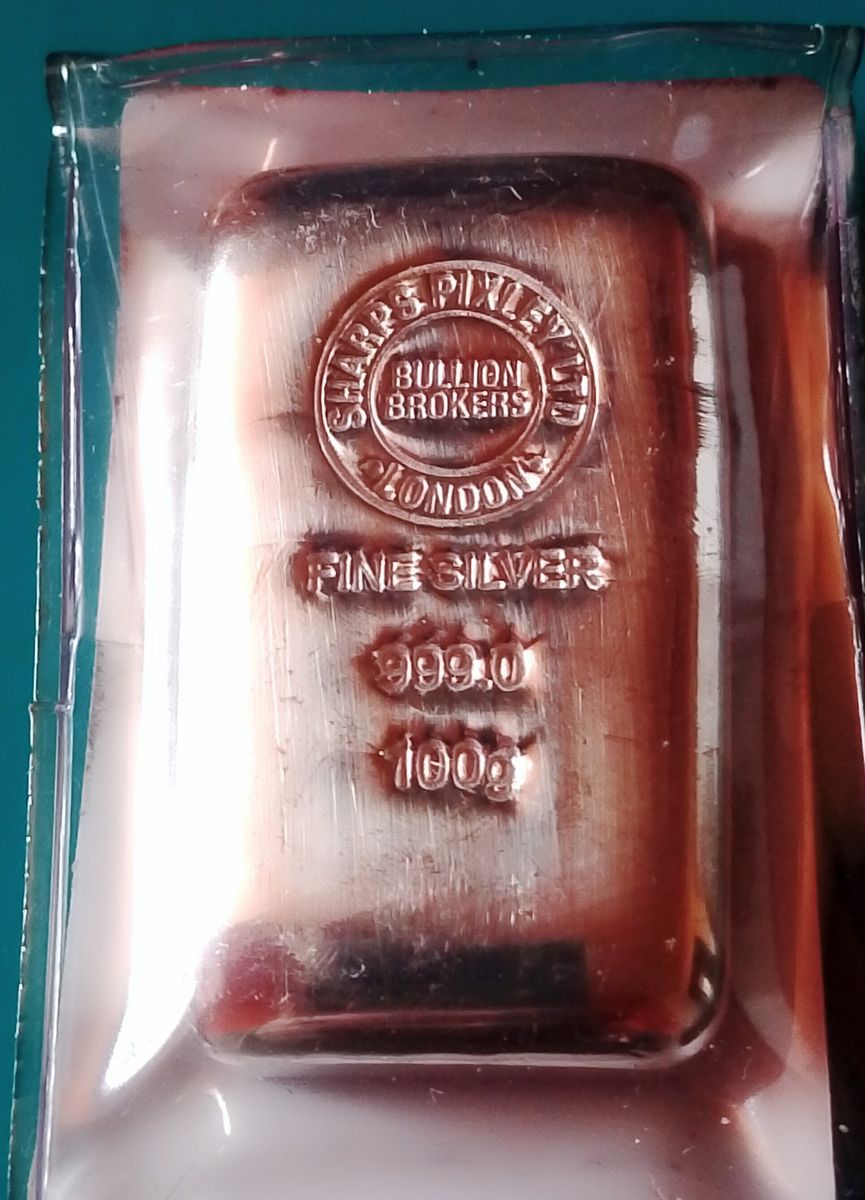 SHARPS PIXLEY LTD
BULLION
BROKERS
LONDON
FINE SILVER
999.0
100g